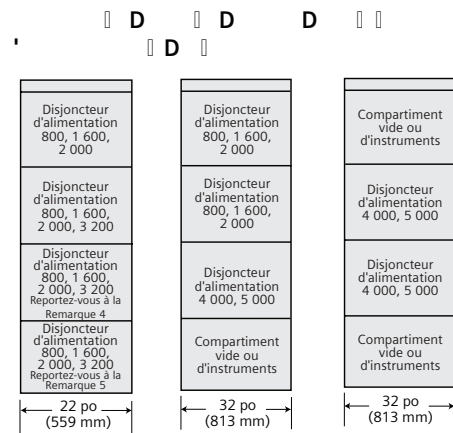 D D D
' D
Disjoncteur
d'alimentation
800, 1 600,
2 000
Disjoncteur
d'alimentation
800, 1 600,
2 000, 3 200
Disjoncteur
d'alimentation
800, 1 600,
2 000, 3 200
Reportez-vous à la
Remarque 4
Disjoncteur
d'alimentation
800, 1 600,
2 000, 3 200
Reportez-vous à la
Remarque 5
22 po
(559 mm)
Disjoncteur
d'alimentation
800, 1 600,
2 000
Disjoncteur
d'alimentation
800, 1 600,
2 000
Disjoncteur
d'alimentation
4 000, 5 000
Compartiment
vide ou
d'instruments
32 po
(813 mm)
Compartiment
vide ou
d'instruments
Disjoncteur
d'alimentation
4 000, 5 000
Disjoncteur
d'alimentation
4 000, 5 000
Compartiment
vide ou
d'instruments
32 po
(813 mm)